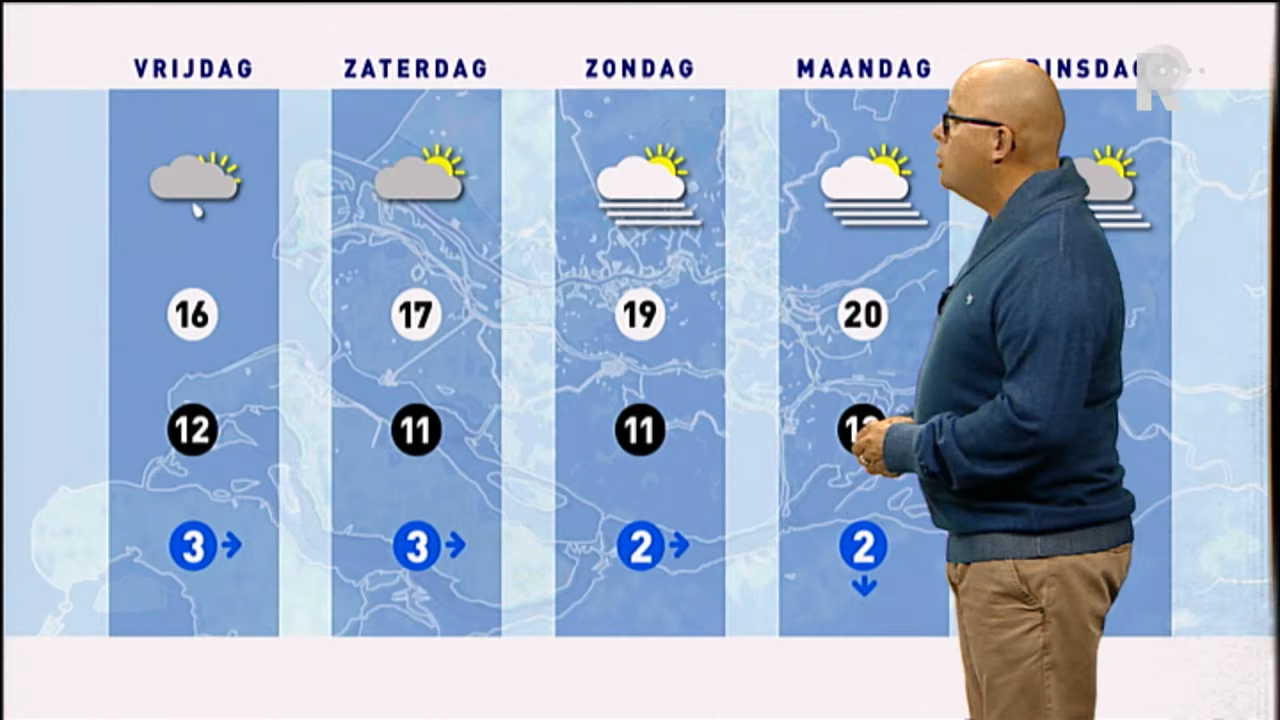 VRIJDAG ZATERDAG ZONDAG MAANDAG
16 17 19 20
12 11 11
3 3 2 2
R